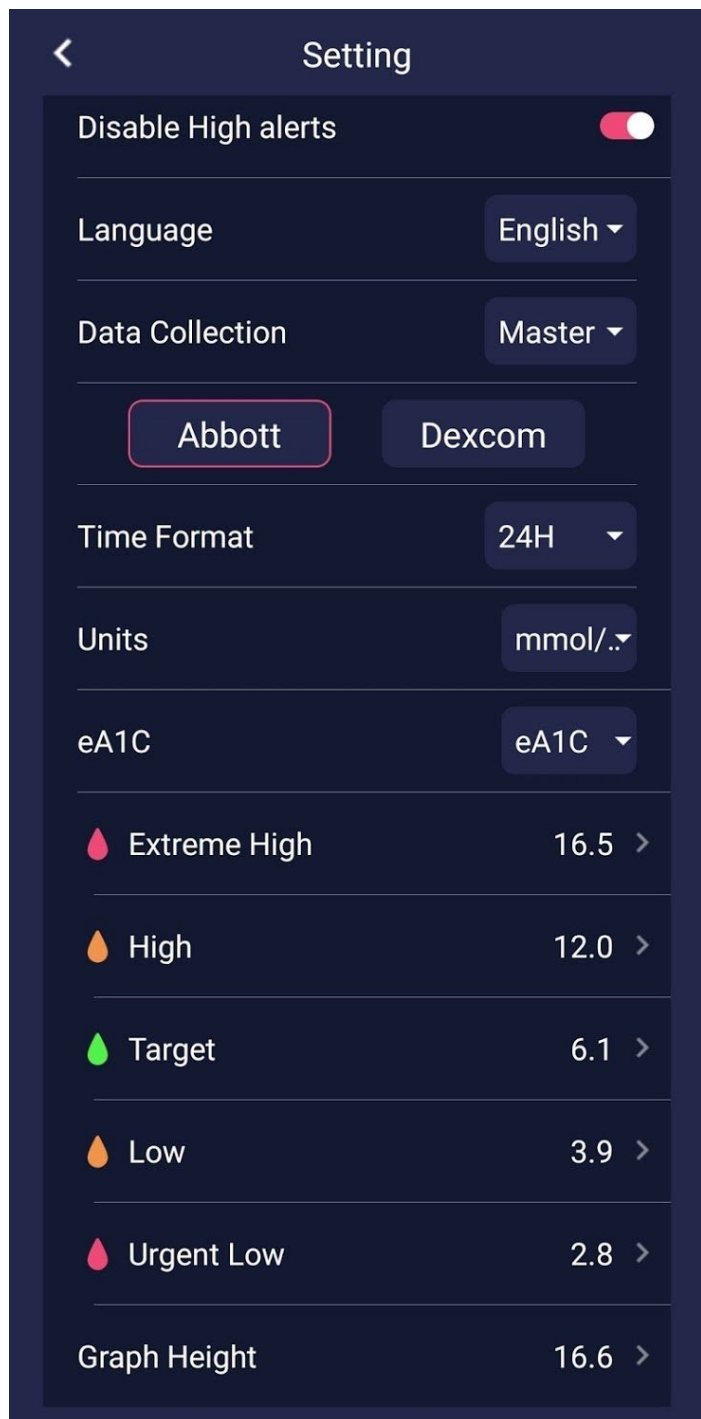 Setting
Disable High alerts
Language English
Data Collection Master
Abbott Dexcom
Time Format 24H
Units mmol/..
eA1C eA1C
Extreme High 16.5
High 12.0
Target 6.1
Low 3.9
Urgent Low 2.8
Graph Height 16.6